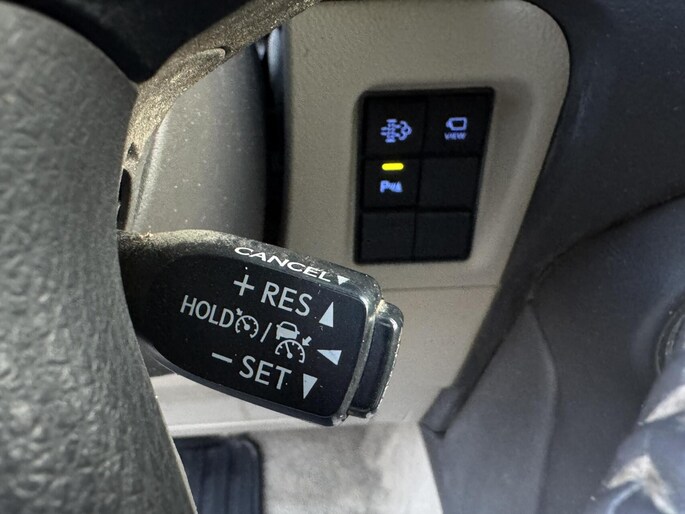 CANCEL▼
+ RES ▲
HOLD /
− SET ▼
VIEW
P